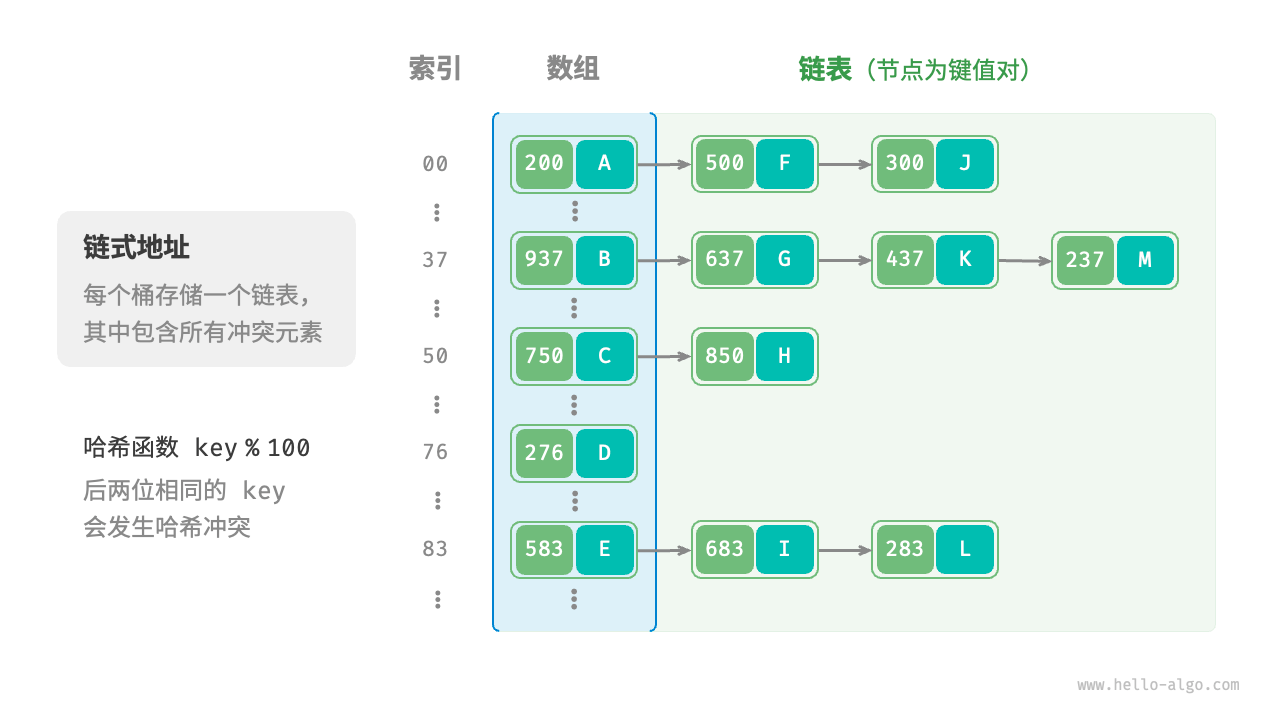 索引 数组 链表（节点为键值对）
00 200 A 500 F 300 J
链式地址
每个桶存储一个链表，
其中包含所有冲突元素
37 937 B 637 G 437 K 237 M
50 750 C 850 H
哈希函数 key % 100
后两位相同的 key
会发生哈希冲突
76 276 D
83 583 E 683 I 283 L
www.hello-algo.com